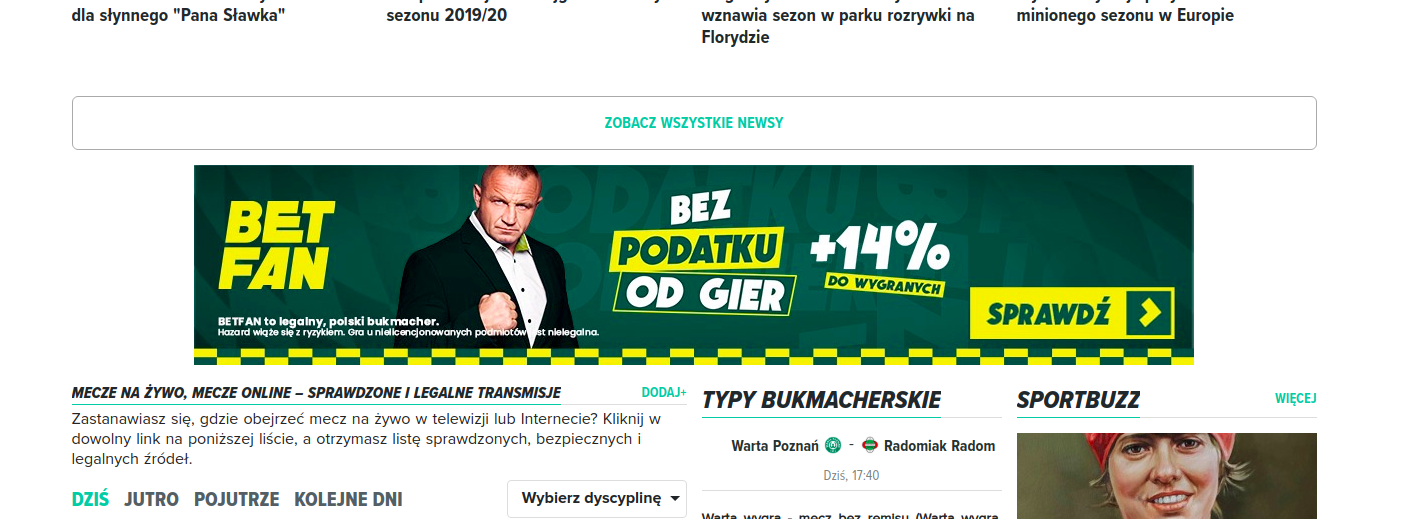 dla słynnego "Pana Sławka"
sezonu 2019/20
wznawia sezon w parku rozrywki na
Florydzie
minionego sezonu w Europie
ZOBACZ WSZYSTKIE NEWSY
BET
FAN
BEZ
PODATKU
OD GIER
+14%
DO WYGRANYCH
SPRAWDŹ
BETFAN to legalny, polski bukmacher.
Hazard wiąże się z ryzykiem. Gra u nielicencjonowanych podmiotów jest nielegalna.
MECZE NA ŻYWO, MECZE ONLINE – SPRAWDZONE I LEGALNE TRANSMISJE
DODAJ+
Zastanawiasz się, gdzie obejrzeć mecz na żywo w telewizji lub Internecie? Kliknij w
dowolny link na poniższej liście, a otrzymasz listę sprawdzonych, bezpiecznych i
legalnych źródeł.
DZIŚ JUTRO POJUTRZE KOLEJNE DNI
Wybierz dyscyplinę
TYPY BUKMACHERSKIE
Warta Poznań - Radomiak Radom
Dziś, 17:40
Warta wygra - mecz bez remisu (Warta wygra
SPORTBUZZ
WIĘCEJ